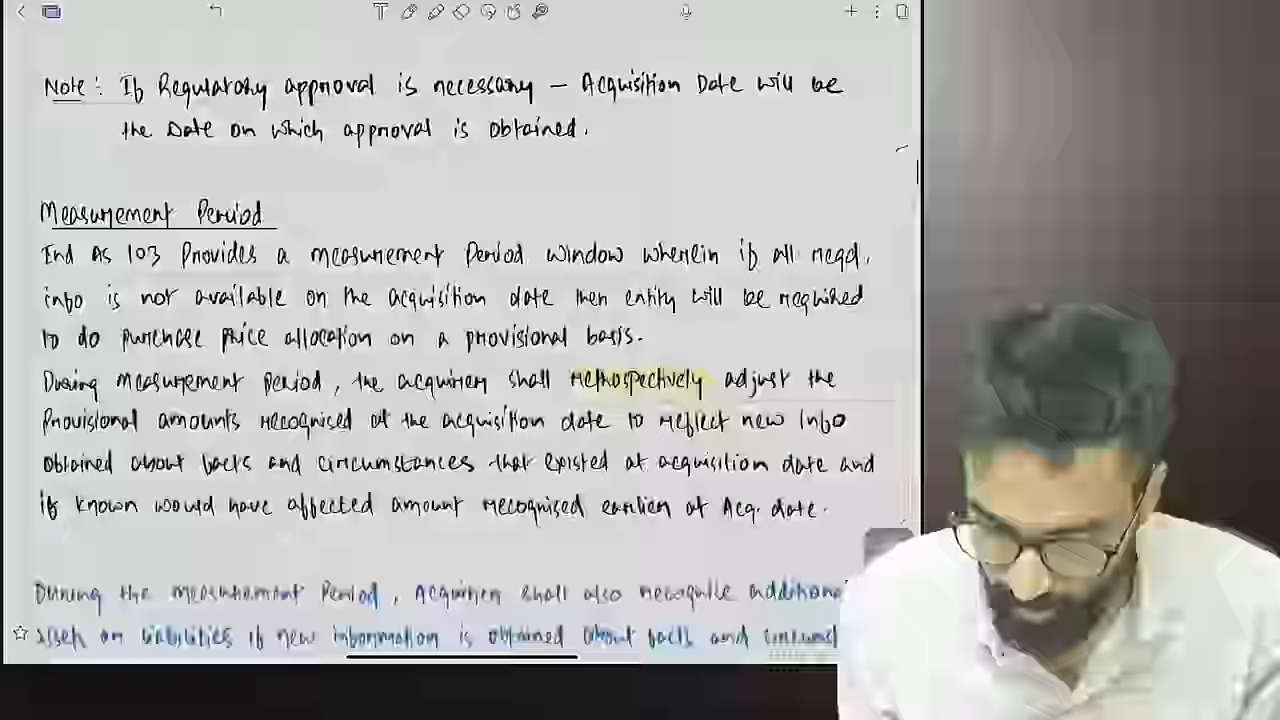 Note: If Regulatory approval is necessary – Acquisition Date will be
the Date on which approval is obtained.
Measurement Period
Ind As 103 Provides a measurement Period window wherein if all reqd.
info is not available on the acquisition date then entity will be required
to do purchase price allocation on a provisional basis.
During measurement period, the acquirer shall retrospectively adjust the
Provisional amounts recognised at the acquisition date to reflect new info
obtained about facts and circumstances that existed at acquisition date and
if known would have affected amount recognised earlier at Acq. date.
During the measurement Period, Acquirer shall also recognise additional
assets or liabilities if new information is obtained about facts and